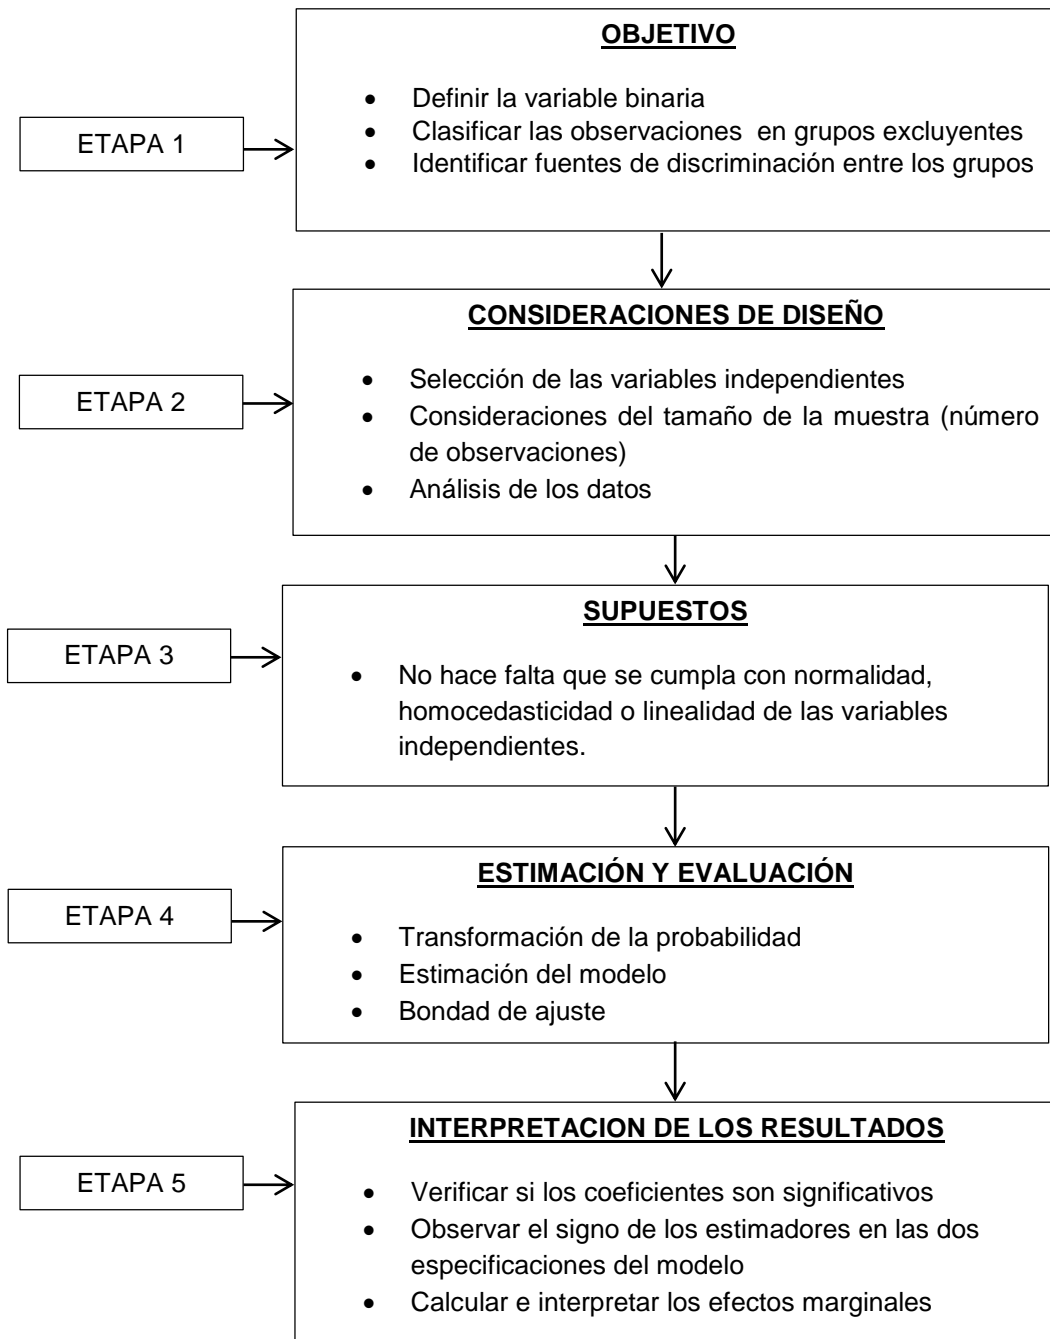 OBJETIVO
ETAPA 1
• Definir la variable binaria
• Clasificar las observaciones en grupos excluyentes
• Identificar fuentes de discriminación entre los grupos
CONSIDERACIONES DE DISEÑO
ETAPA 2
• Selección de las variables independientes
• Consideraciones del tamaño de la muestra (número
de observaciones)
• Análisis de los datos
SUPUESTOS
ETAPA 3
• No hace falta que se cumpla con normalidad,
homocedasticidad o linealidad de las variables
independientes.
ESTIMACIÓN Y EVALUACIÓN
ETAPA 4
• Transformación de la probabilidad
• Estimación del modelo
• Bondad de ajuste
INTERPRETACION DE LOS RESULTADOS
ETAPA 5
• Verificar si los coeficientes son significativos
• Observar el signo de los estimadores en las dos
especificaciones del modelo
• Calcular e interpretar los efectos marginales